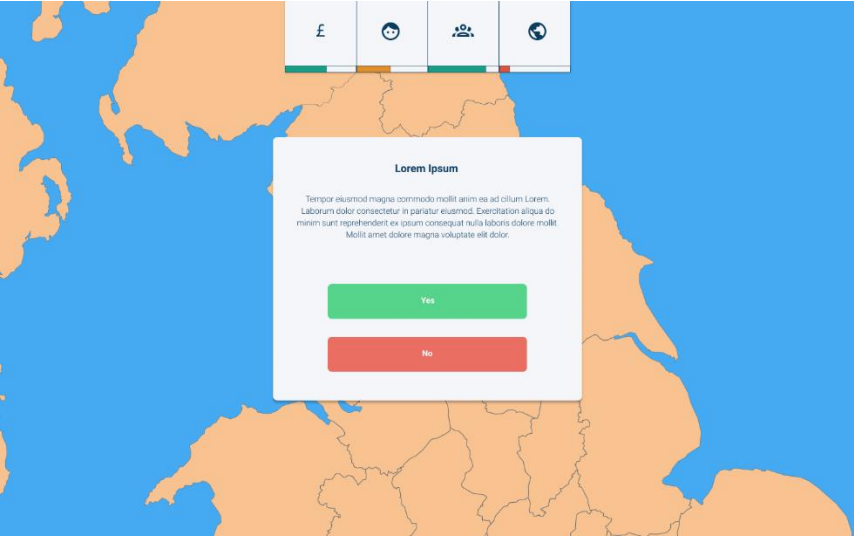 £
Lorem Ipsum
Tempor eiusmod magna commodo mollit anim ea ad cillum Lorem.
Laborum dolor consectetur in pariatur eiusmod. Exercitation aliqua do
minim sunt reprehenderit ex ipsum consequat nulla laboris dolore mollit
Mollit amet dolore magna voluptate elit dolor.
Yes
No